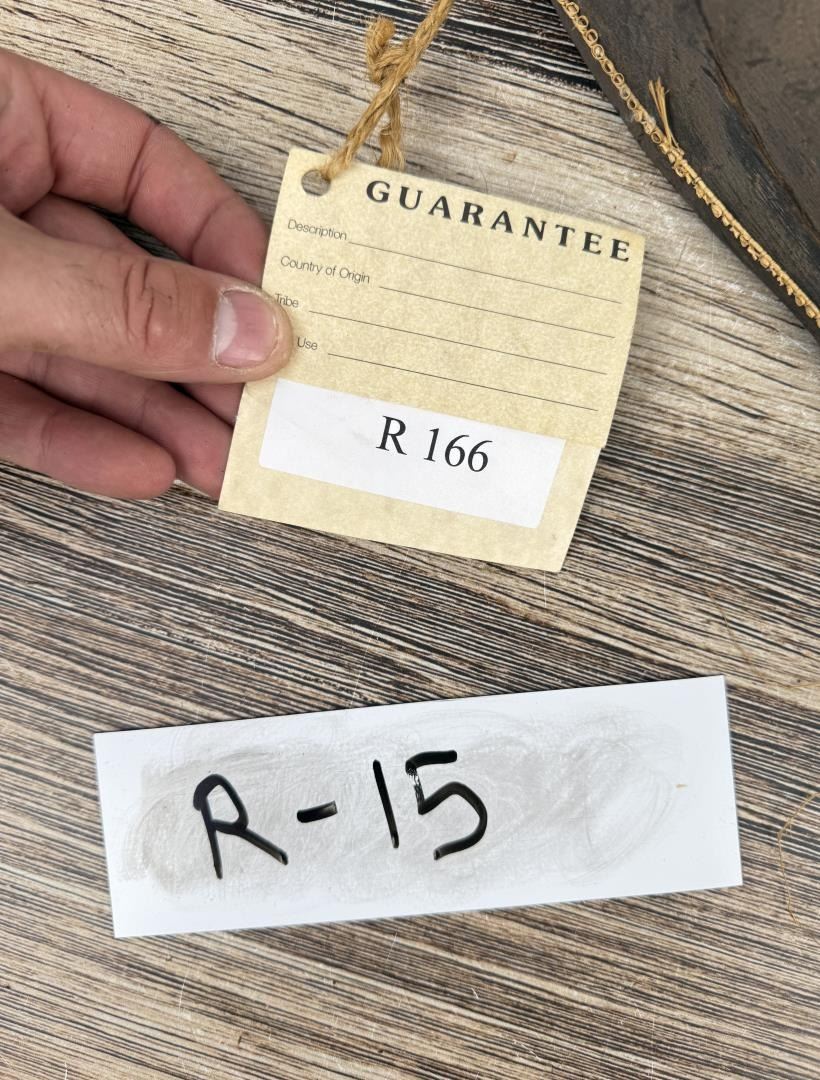 GUARANTEE
Description
Country of Origin
Tribe
Use
R 166
R-15